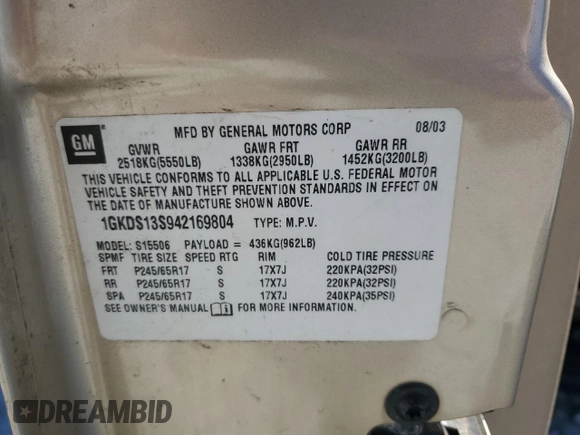 GM
MFD BY GENERAL MOTORS CORP 08/03
GVWR GAWR FRT GAWR RR
2518KG(5550LB) 1338KG(2950LB) 1452KG(3200LB)
THIS VEHICLE CONFORMS TO ALL APPLICABLE U.S. FEDERAL MOTOR
VEHICLE SAFETY AND THEFT PREVENTION STANDARDS IN EFFECT ON
THE DATE OF MANUFACTURE SHOWN ABOVE.
1GKDS13S942169804 TYPE: M.P.V.
MODEL: S15506 PAYLOAD = 436KG(962LB)
SPMF TIRE SIZE SPEED RTG RIM COLD TIRE PRESSURE
FRT P245/65R17 S 17X7J 220KPA(32PSI)
RR P245/65R17 S 17X7J 220KPA(32PSI)
SPA P245/65R17 S 17X7J 240KPA(35PSI)
SEE OWNER'S MANUAL FOR MORE INFORMATION.
DREAMBID